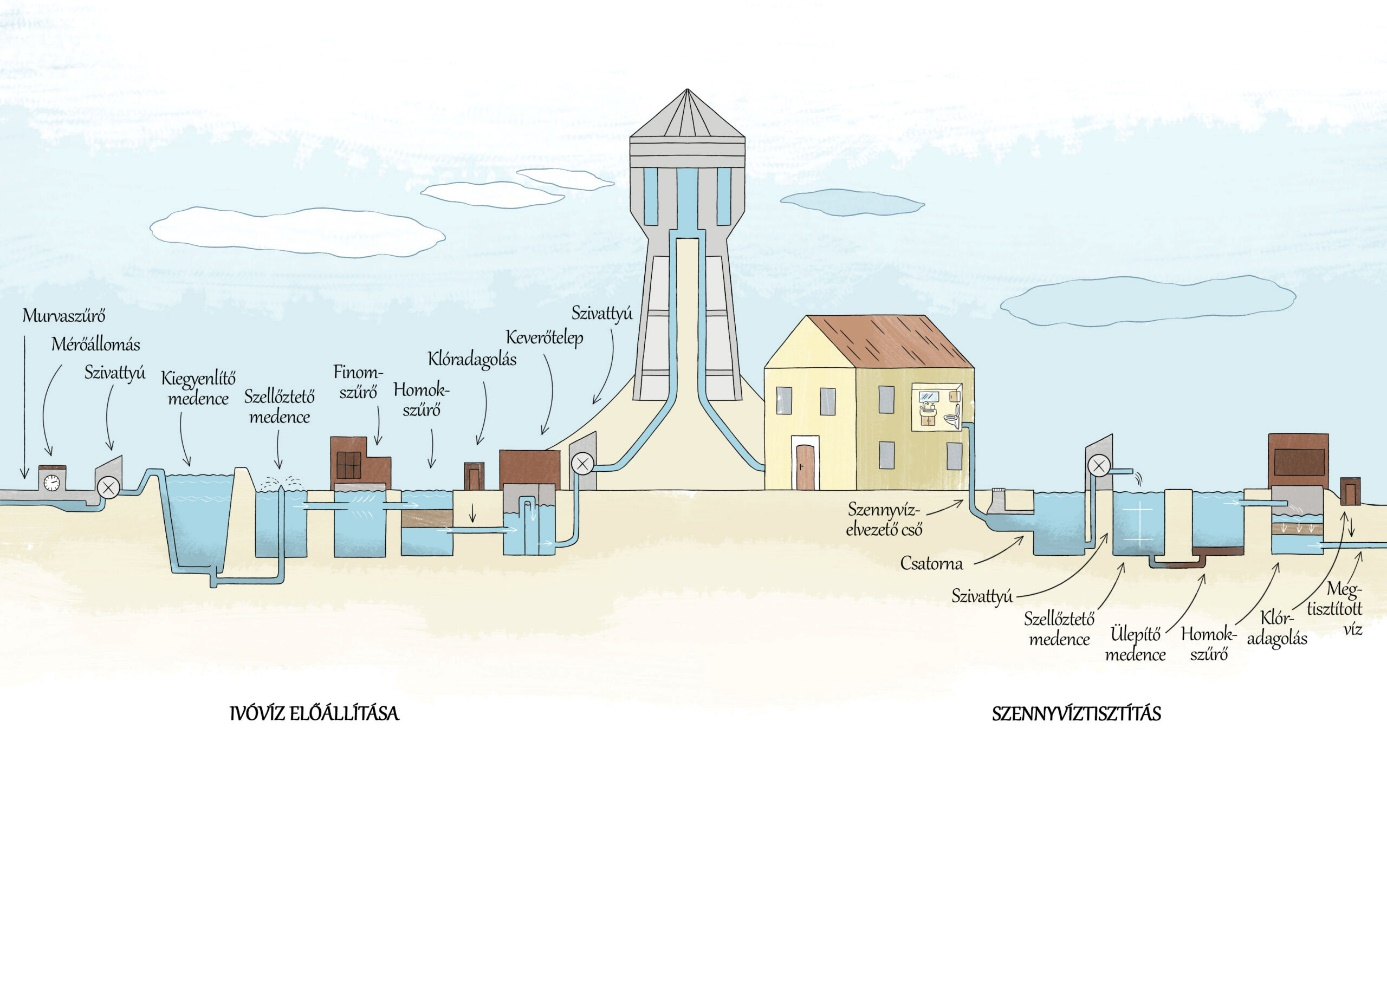 Murvaszűrő
Mérőállomás
Szivattyú
Kiegyenlítő
medence
Szellőztető
medence
Finom-
szűrő
Homok-
szűrő
Klóradagolás
Keverőtelep
Szivattyú
Szennyvíz-
elvezető cső
Csatorna
Szivattyú
Szellőztető
medence
Ülepítő
medence
Homok-
szűrő
Klór-
adagolás
Meg-
tisztított
víz
IVÓVÍZ ELŐÁLLÍTÁSA
SZENNYVÍZTISZTÍTÁS